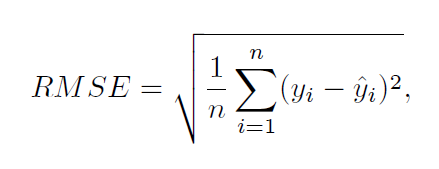 $RMSE = \sqrt{\frac{1}{n} \sum_{i=1}^{n} (y_i - \hat{y}_i)^2},$